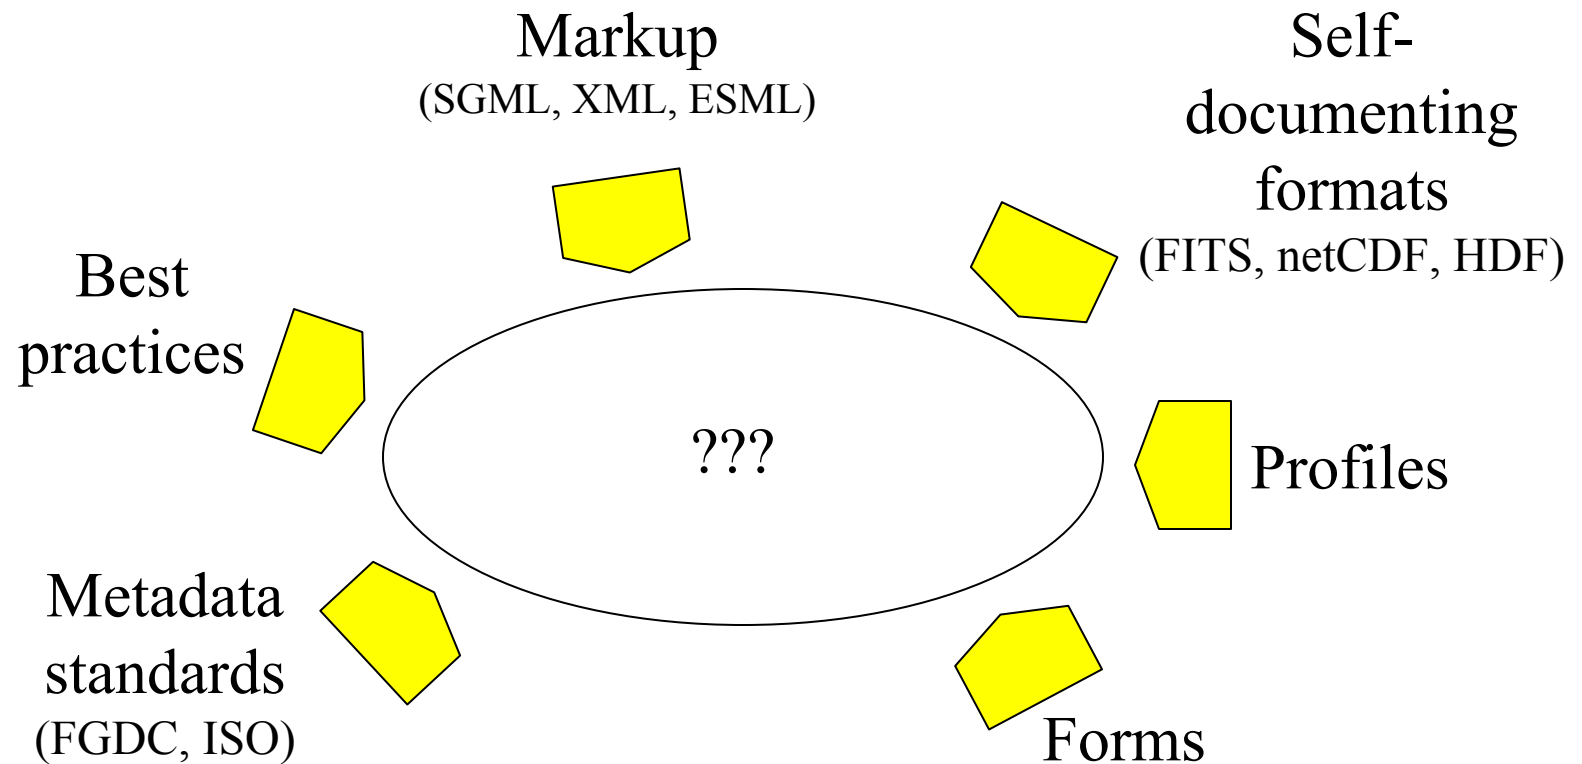 Markup
(SGML, XML, ESML)
Self-
documenting
formats
(FITS, netCDF, HDF)
Best
practices
???
Profiles
Metadata
standards
(FGDC, ISO)
Forms